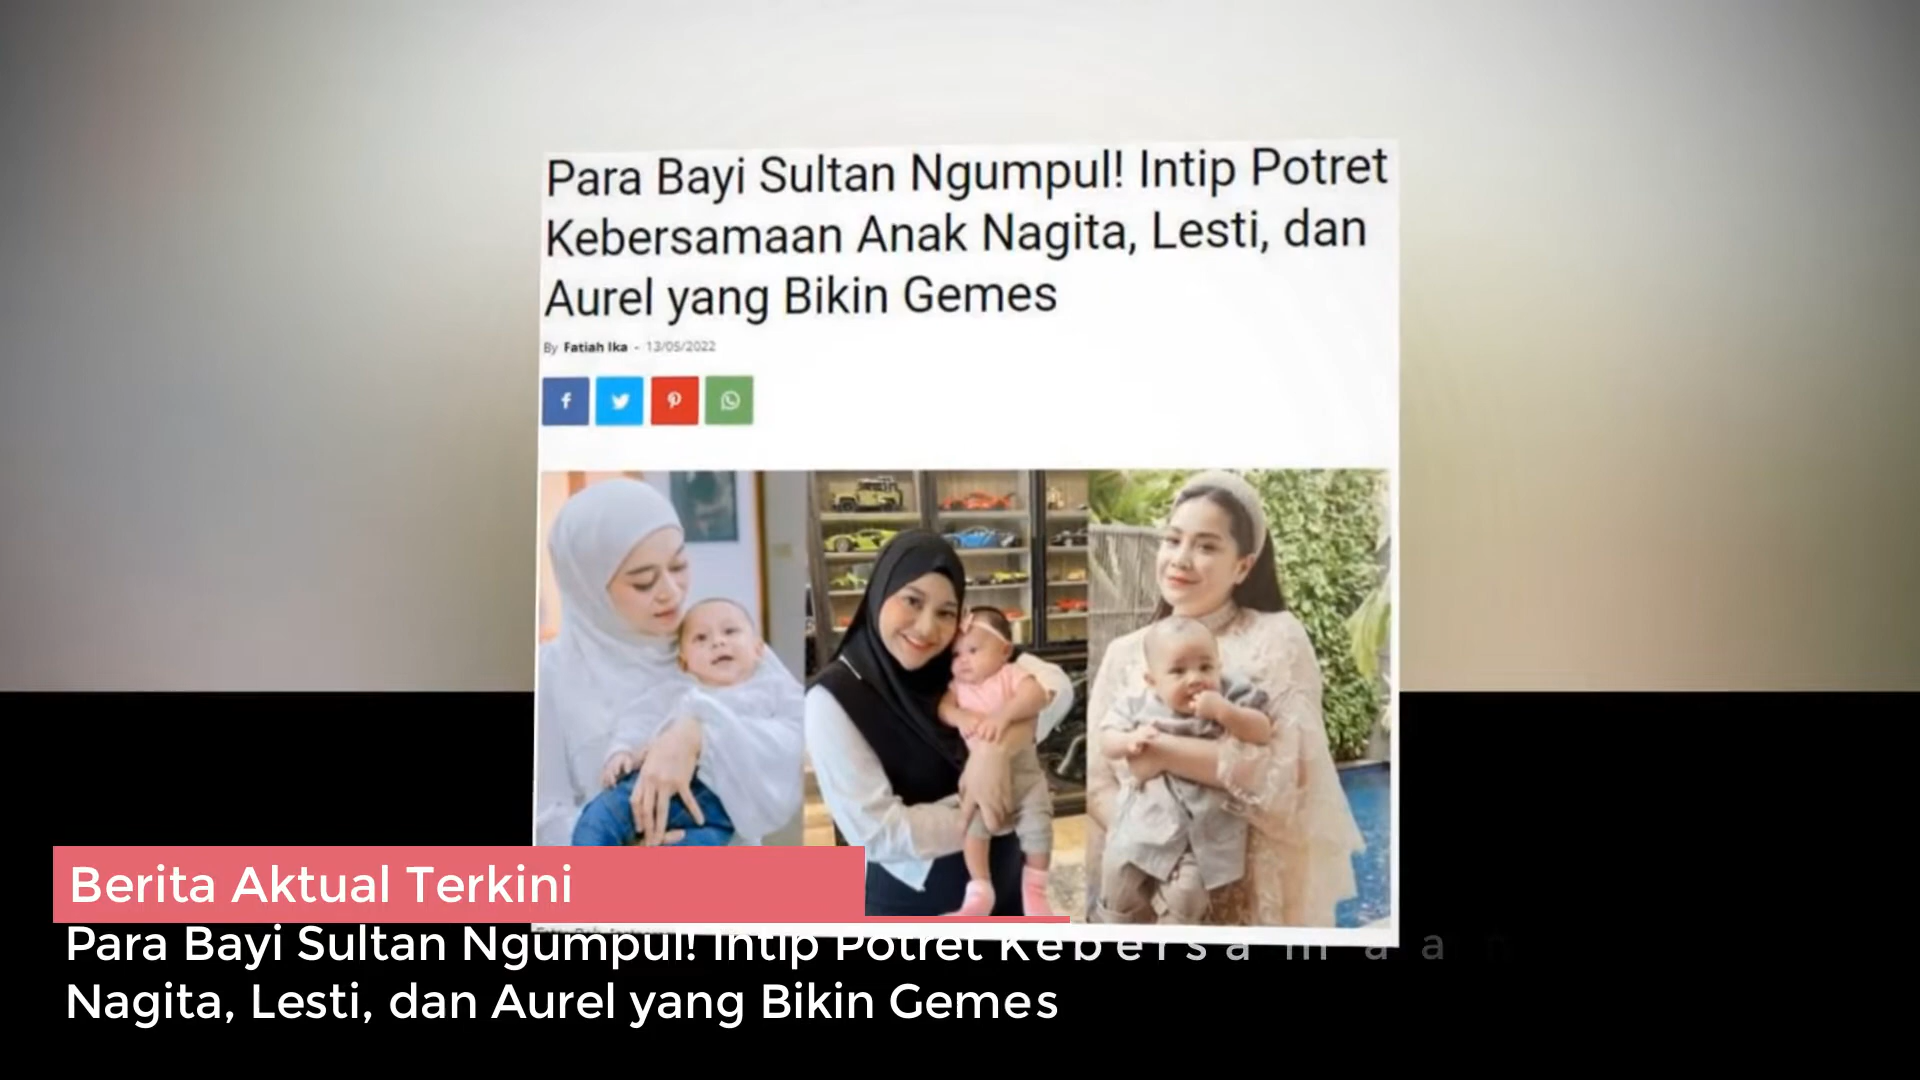 Para Bayi Sultan Ngumpul! Intip Potret
Kebersamaan Anak Nagita, Lesti, dan
Aurel yang Bikin Gemes
By Fatiah Ika - 13/05/2022
Berita Aktual Terkini
Para Bayi Sultan Ngumpul! Intip Potret Kebersamaan
Nagita, Lesti, dan Aurel yang Bikin Gemes